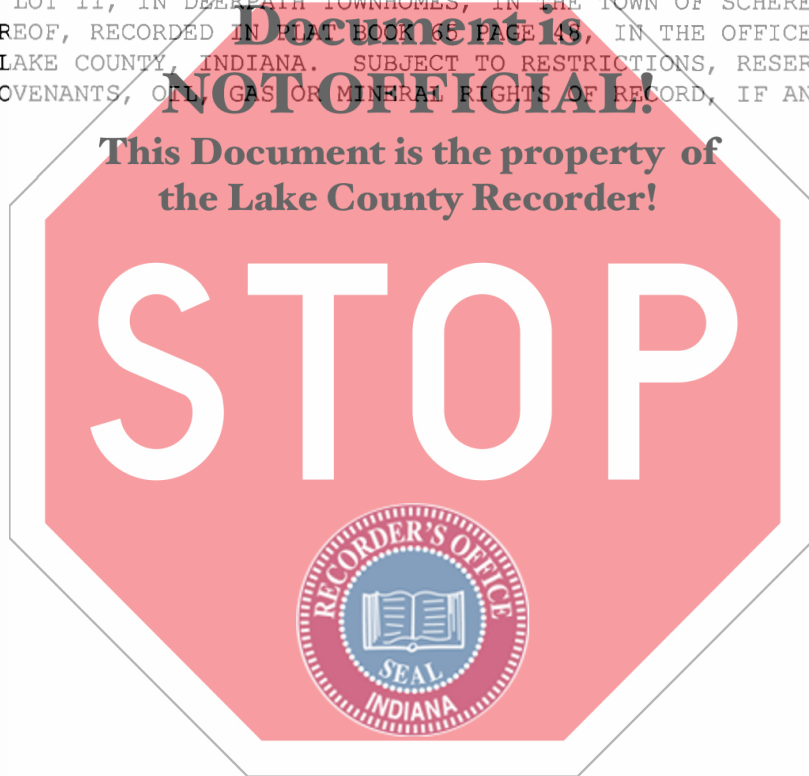 LOT 11, IN DEERPATH TOWNHOMES, IN THE TOWN OF SCHERE
Document is
REOF, RECORDED IN PLAT BOOK 65 PAGE 48, IN THE OFFICE
LAKE COUNTY, INDIANA. SUBJECT TO RESTRICTIONS, RESER
NOT OFFICIAL!
OVENANTS, OIL, GAS OR MINERAL RIGHTS OF RECORD, IF AN
This Document is the property of
the Lake County Recorder!
STOP
RECORDER'S OFFICE
SEAL
INDIANA